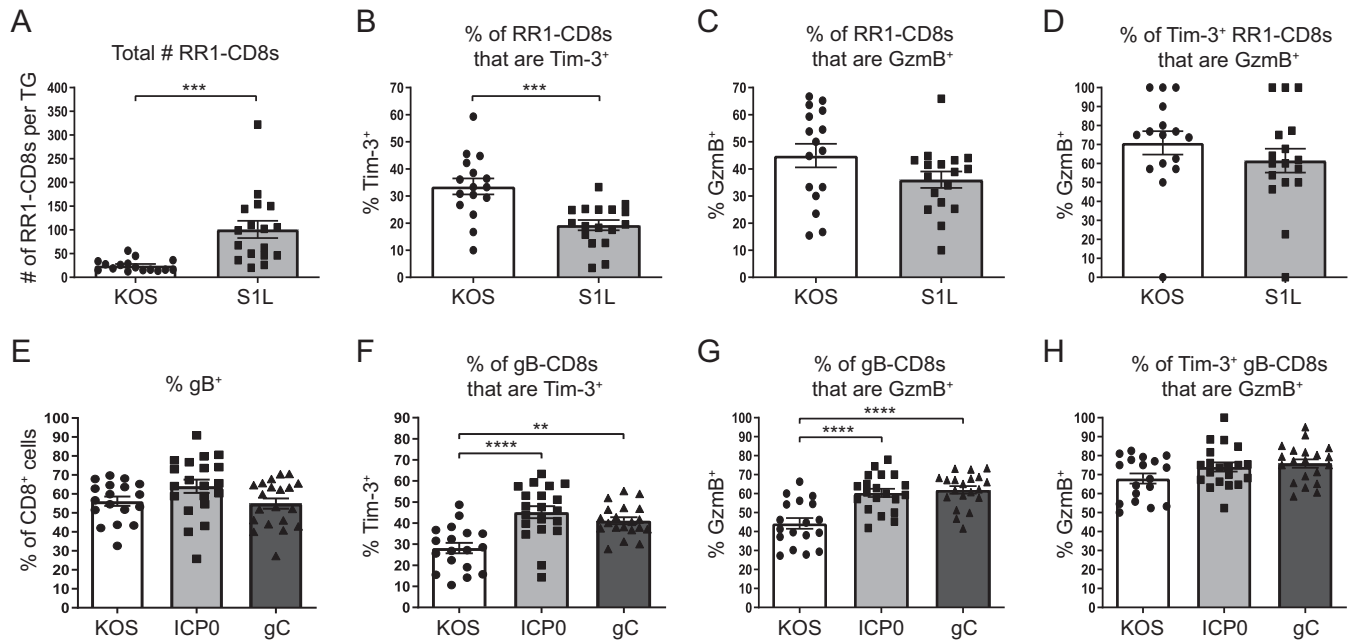 A
Total # RR1-CD8s
# of RR1-CD8s per TG
400
350
300
250
200
150
100
50
0
***
KOS S1L
B
% of RR1-CD8s
that are Tim-3⁺
% Tim-3⁺
70
60
50
40
30
20
10
0
***
KOS S1L
C
% of RR1-CD8s
that are GzmB⁺
% GzmB⁺
70
60
50
40
30
20
10
0
KOS S1L
D
% of Tim-3⁺ RR1-CD8s
that are GzmB⁺
% GzmB⁺
100
90
80
70
60
50
40
30
20
10
0
KOS S1L
E
% gB⁺
% of CD8⁺ cells
100
90
80
70
60
50
40
30
20
10
0
KOS ICP0 gC
F
% of gB-CD8s
that are Tim-3⁺
% Tim-3⁺
90
80
70
60
50
40
30
20
10
0
**
****
KOS ICP0 gC
G
% of gB-CD8s
that are GzmB⁺
% GzmB⁺
100
90
80
70
60
50
40
30
20
10
0
****
****
KOS ICP0 gC
H
% of Tim-3⁺ gB-CD8s
that are GzmB⁺
% GzmB⁺
100
90
80
70
60
50
40
30
20
10
0
KOS ICP0 gC